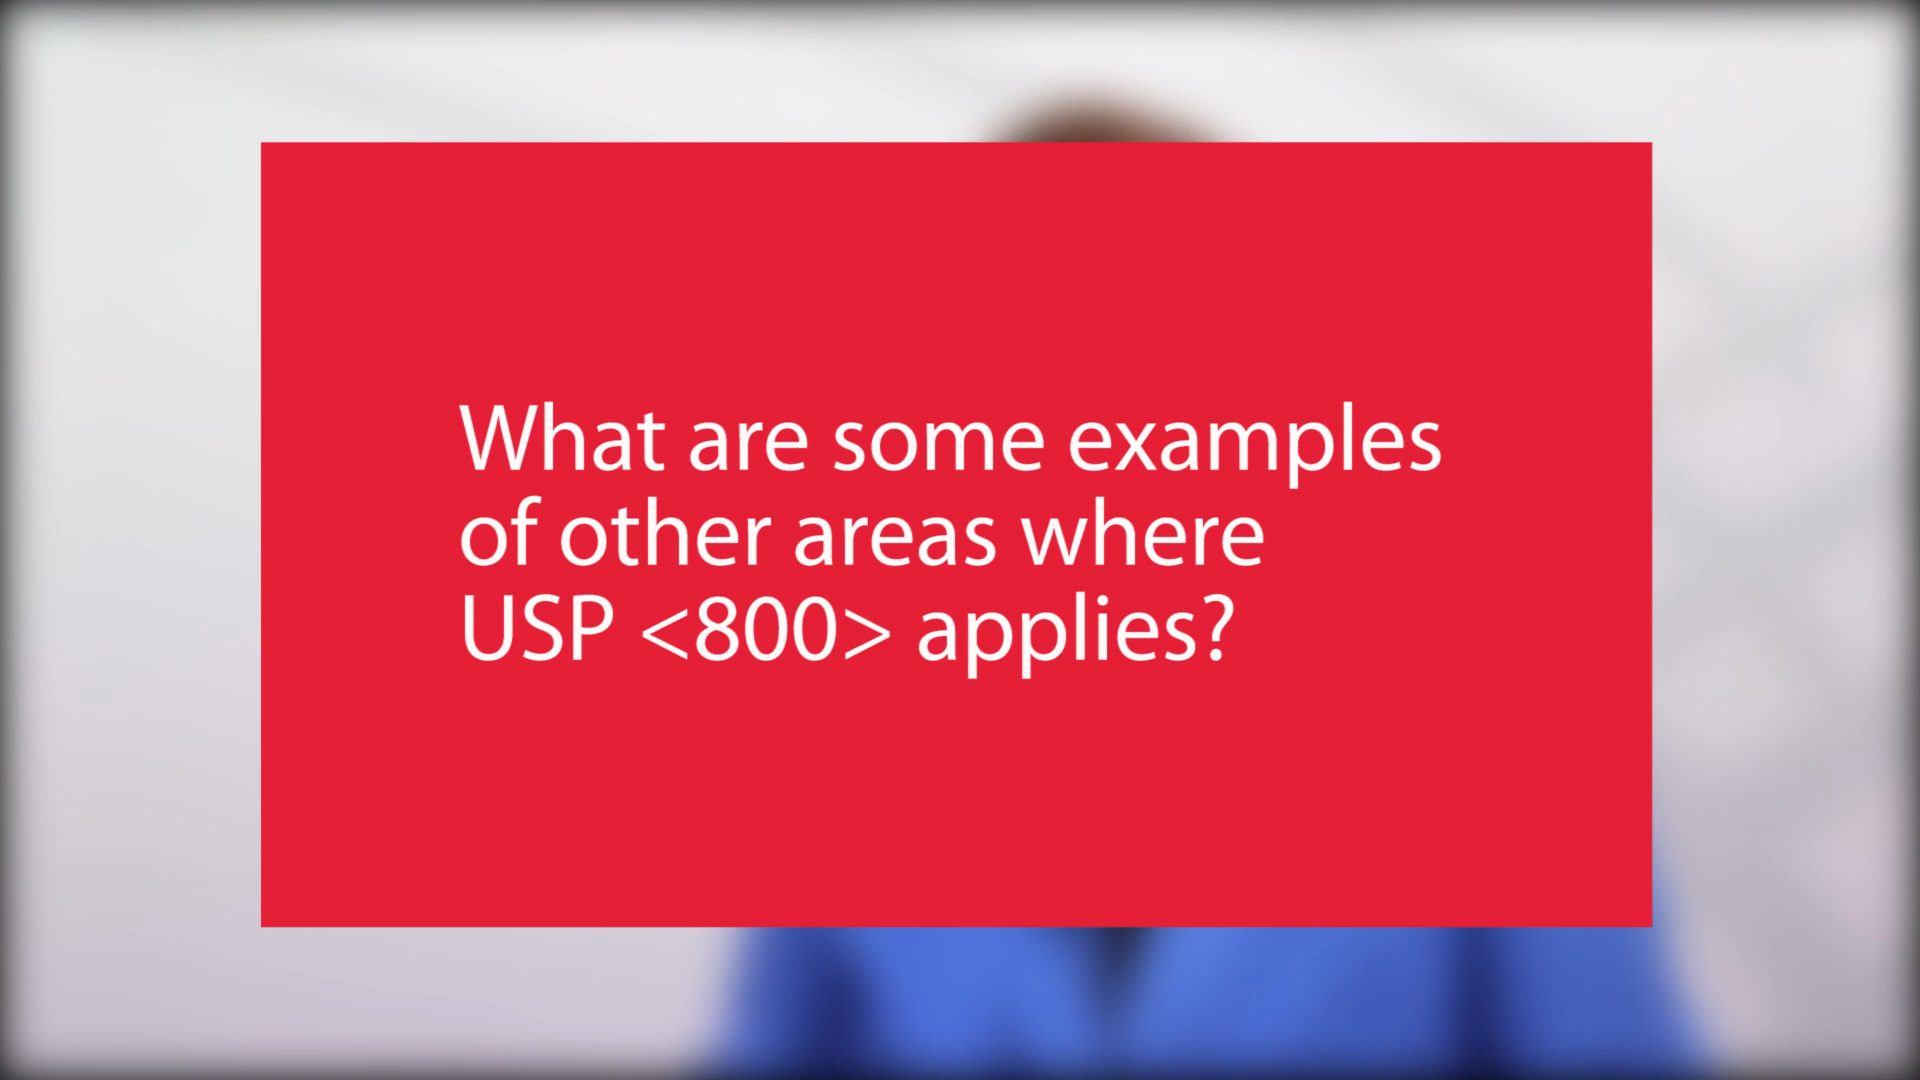 What are some examples
of other areas where
USP <800> applies?